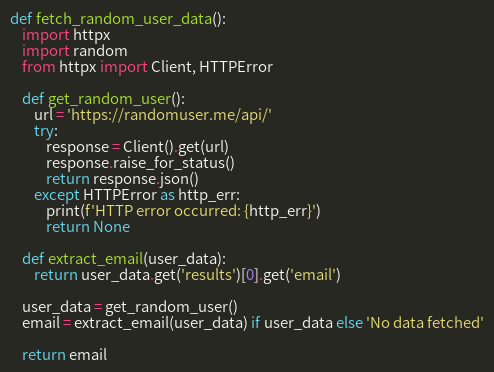 def fetch_random_user_data():
    import httpx
    import random
    from httpx import Client, HTTPError

    def get_random_user():
        url = 'https://randomuser.me/api/'
        try:
            response = Client().get(url)
            response.raise_for_status()
            return response.json()
        except HTTPError as http_err:
            print(f'HTTP error occurred: {http_err}')
            return None

    def extract_email(user_data):
        return user_data.get('results')[0].get('email')

    user_data = get_random_user()
    email = extract_email(user_data) if user_data else 'No data fetched'

    return email